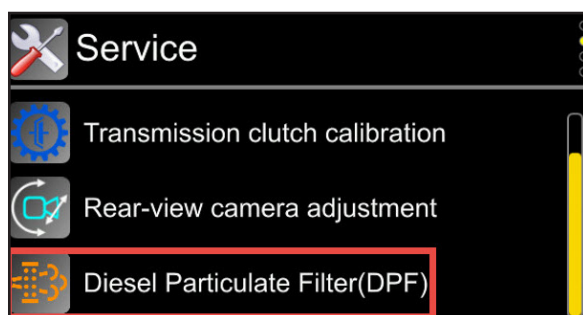 Service
Transmission clutch calibration
Rear-view camera adjustment
Diesel Particulate Filter(DPF)